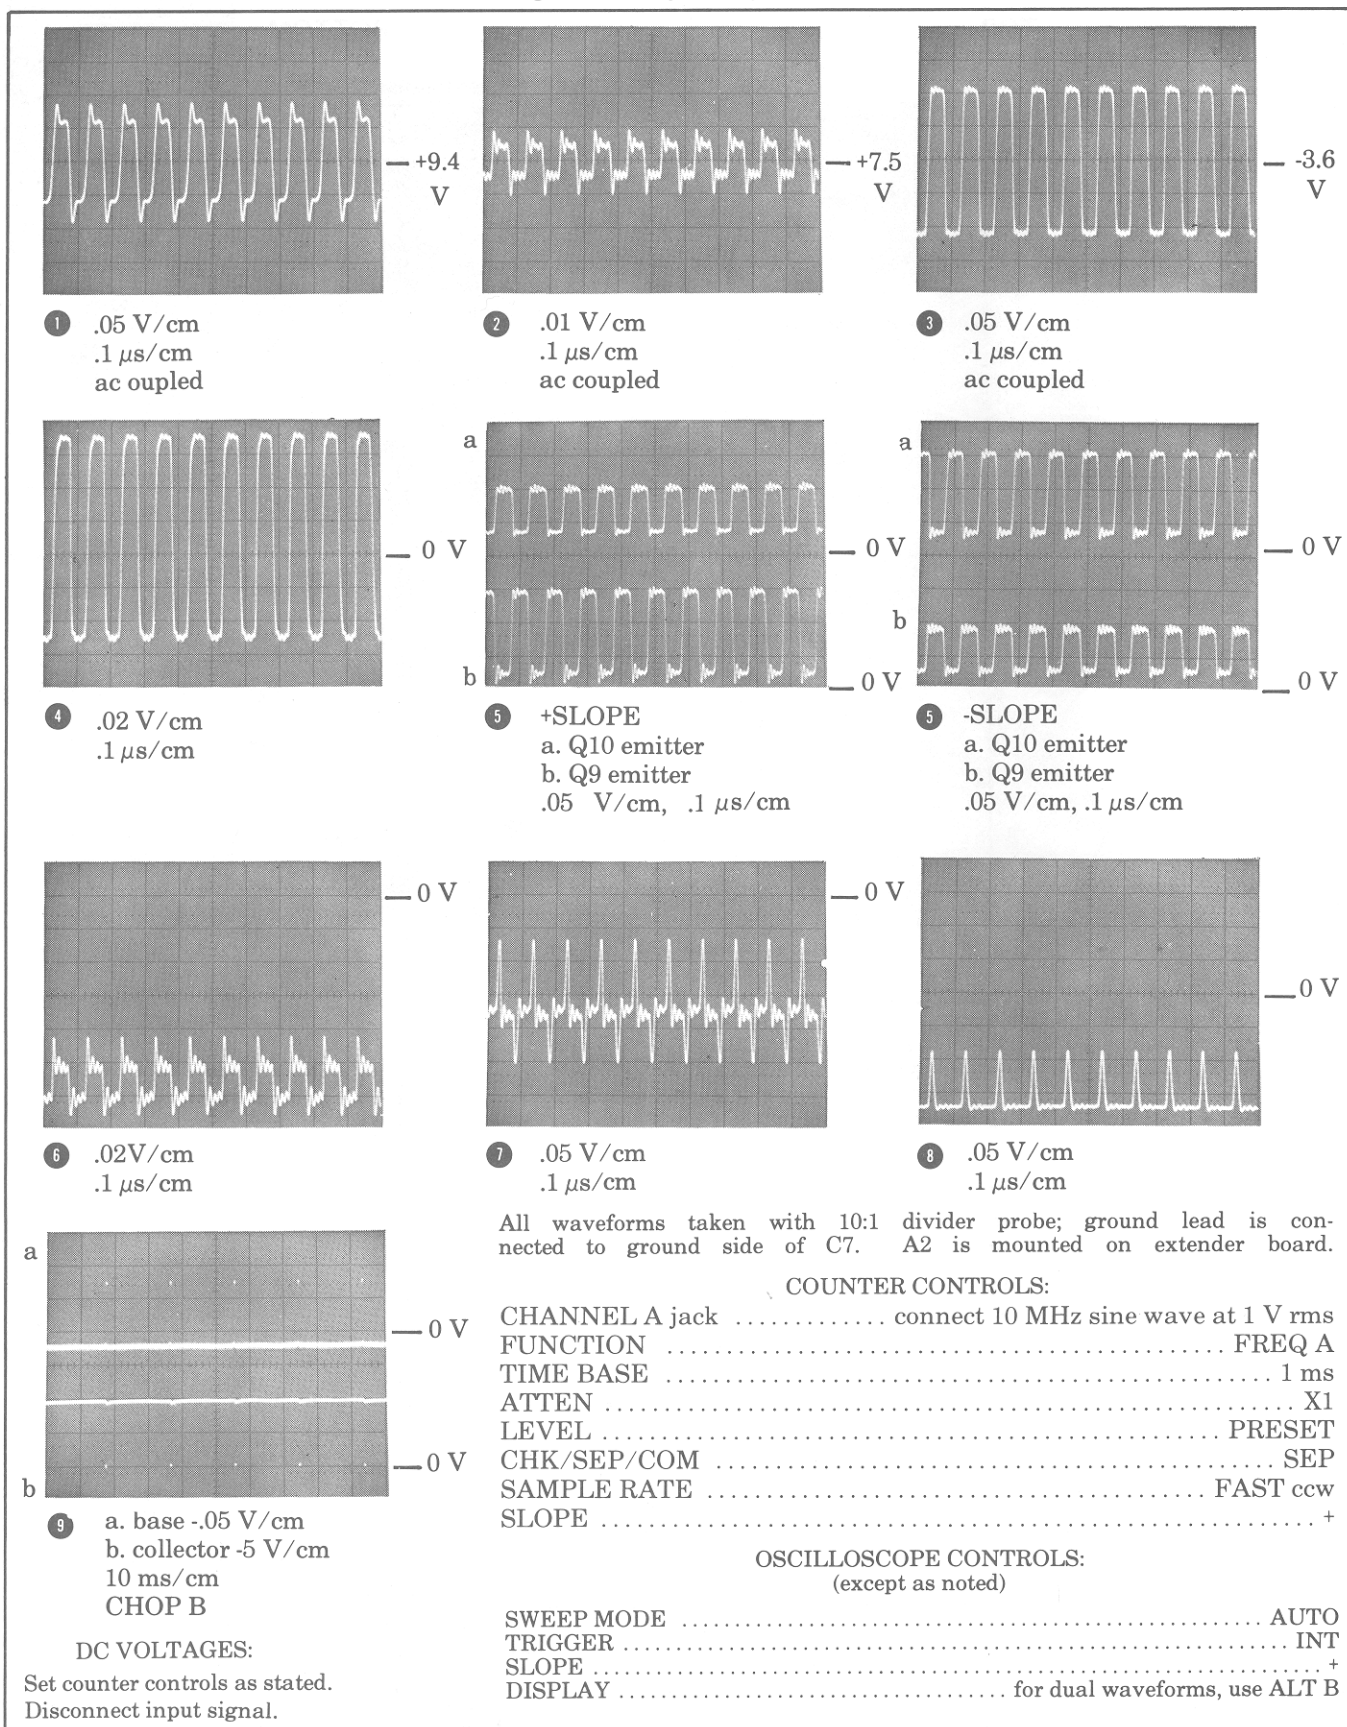 +9.4
V
+7.5
V
-3.6
V
1 .05 V/cm
.1 μs/cm
ac oupled
2 .01 V/cm
.1 μs/cm
ac coupled
3 .05 V/cm
.1 μs/cm
ac coupled
0 V
a
0 V
b
0 V
a
0 V
b
0 V
4 .02 V/cm
.1 μs/cm
5 +SLOPE
a. Q10 emitter
b. Q9 emitter
.05 V/cm, .1 μs/cm
5 -SLOPE
a. Q10 emitter
b. Q9 emitter
.05 V/cm, .1 μs/cm
0 V
0 V
0 V
6 .02V/cm
.1 μs/cm
7 .05 V/cm
.1 μs/cm
8 .05 V/cm
.1 μs/cm
a
0 V
0 V
b
9 a. base -.05 V/cm
b. collector -5 V/cm
10 ms/cm
CHOP B
DC VOLTAGES:
Set counter controls as stated.
Disconnect input signal.
All waveforms taken with 10:1 divider probe; ground lead is con-
nected to ground side of C7. A2 is mounted on extender board.
COUNTER CONTROLS:
CHANNEL A jack ............. connect 10 MHz sine wave at 1 V rms
FUNCTION ........................................ FREQ A
TIME BASE ........................................ 1 ms
ATTEN ........................................ X1
LEVEL ........................................ PRESET
CHK/SEP/COM ........................................ SEP
SAMPLE RATE ........................................ FAST ccw
SLOPE ........................................ +
OSCILLOSCOPE CONTROLS:
(except as noted)
SWEEP MODE ........................................ AUTO
TRIGGER ........................................ INT
SLOPE ........................................ +
DISPLAY ........................................ for dual waveforms, use ALT B